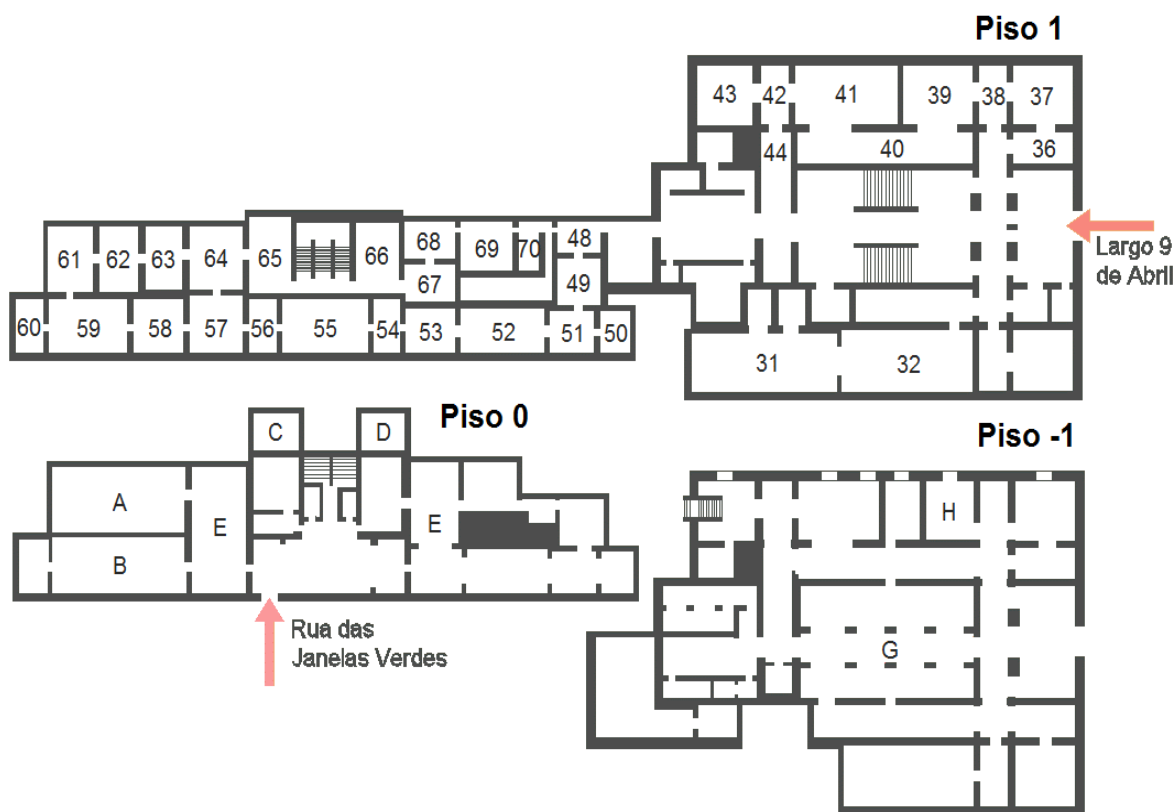 Piso 1
43 42 41 39 38 37
44 40 36
Largo 9
de Abril
61 62 63 64 65 66 68 69 70 48
67 49
60 59 58 57 56 55 54 53 52 51 50
31 32
Piso 0
C D
A E E
B
Rua das
Janelas Verdes
Piso -1
H
G